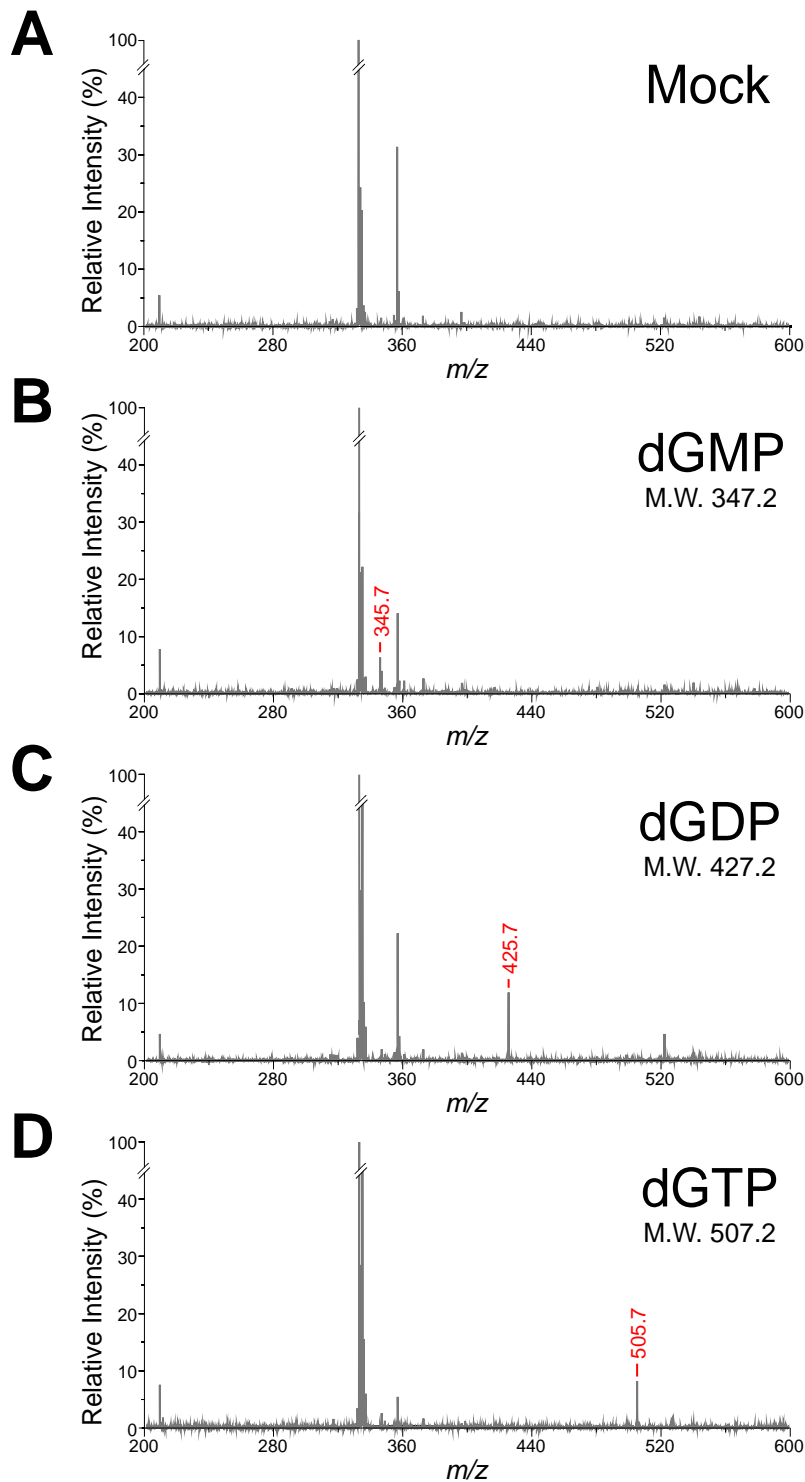 A
Mock
Relative Intensity (%)
100
40
30
20
10
0
200 280 360 440 520 600
m/z
B
dGMP
M.W. 347.2
Relative Intensity (%)
100
40
30
20
10
0
345.7
200 280 360 440 520 600
m/z
C
dGDP
M.W. 427.2
Relative Intensity (%)
100
40
30
20
10
0
425.7
200 280 360 440 520 600
m/z
D
dGTP
M.W. 507.2
Relative Intensity (%)
100
40
30
20
10
0
505.7
200 280 360 440 520 600
m/z